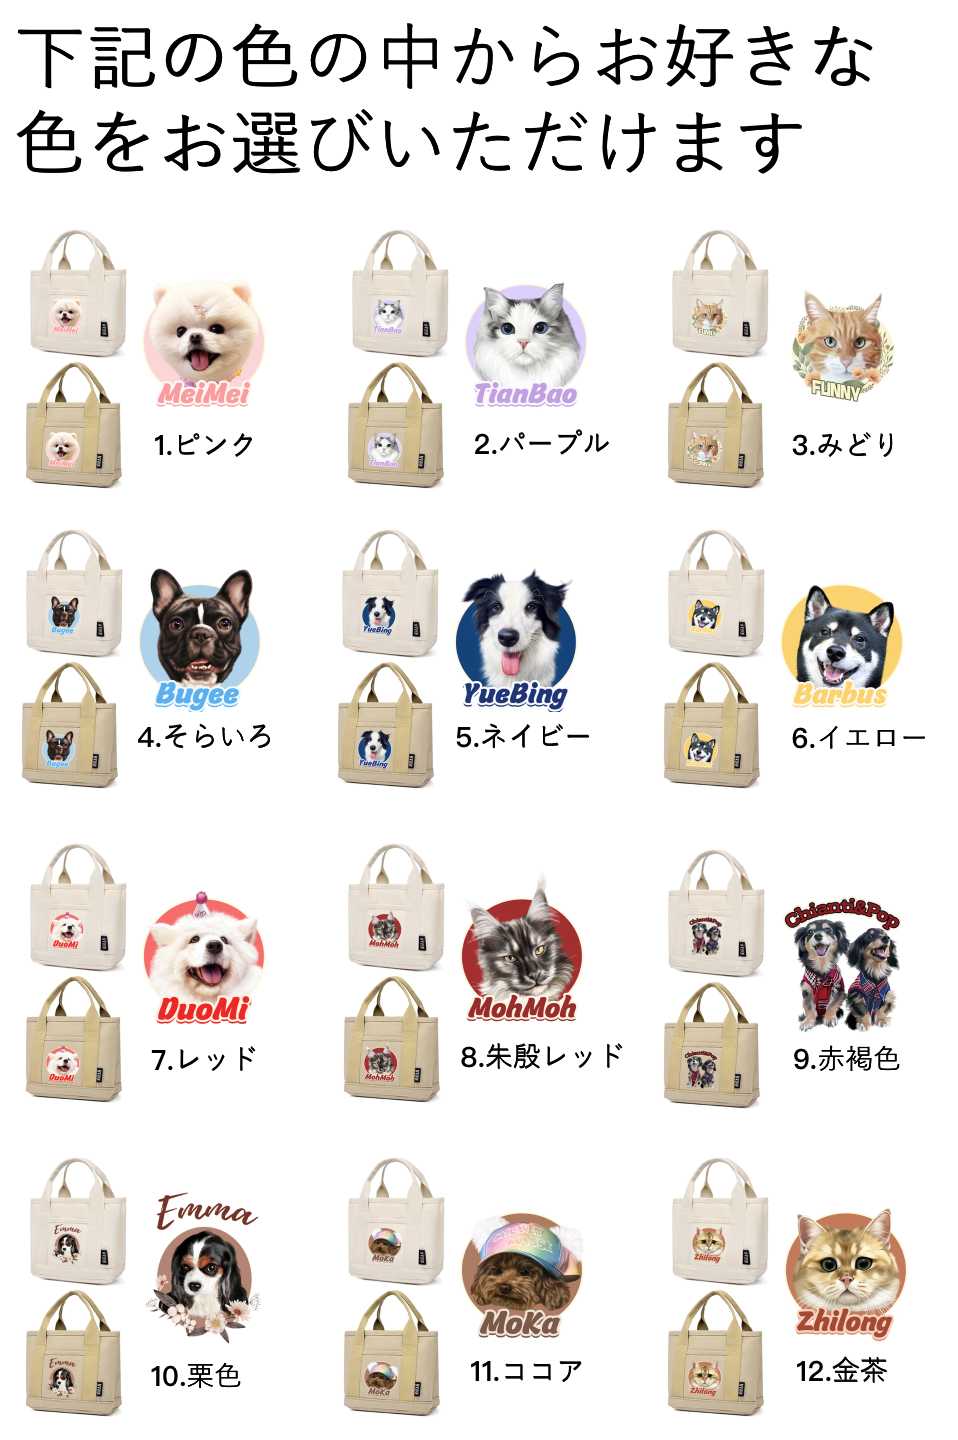 下記の色の中からお好きな
色をお選びいただけます
MeiMei
1.ピンク
TianBao
2.パープル
FUNNY
3.みどり
Bugee
4.そらいろ
YueBing
5.ネイビー
Barbus
6.イエロー
DuoMi
7.レッド
MohMoh
8.朱殷レッド
Chianti&Pop
9.赤褐色
Emma
10.栗色
MoKa
11.ココア
Zhilong
12.金茶